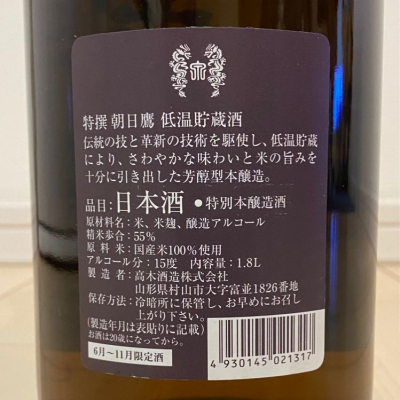 特撰 朝日鷹 低温貯蔵酒
伝統の技と革新の技術を駆使し、低温貯蔵
により、さわやかな味わいと米の旨みを
十分に引き出した芳醇型本醸造。
品目:日本酒 ●特別本醸造酒
原材料名:米、米麹、醸造アルコール
精米歩合:55%
原料米:国産米100%使用
アルコール分:15度 内容量:1.8L
製造者:高木酒造株式会社
山形県村山市大字富並1826番地
保存方法:冷暗所に保管し、お早めにお召し
上がり下さい。
(製造年月は表貼りに記載)
お酒は20歳になってから。
6月~11月限定酒
4 930145 021317